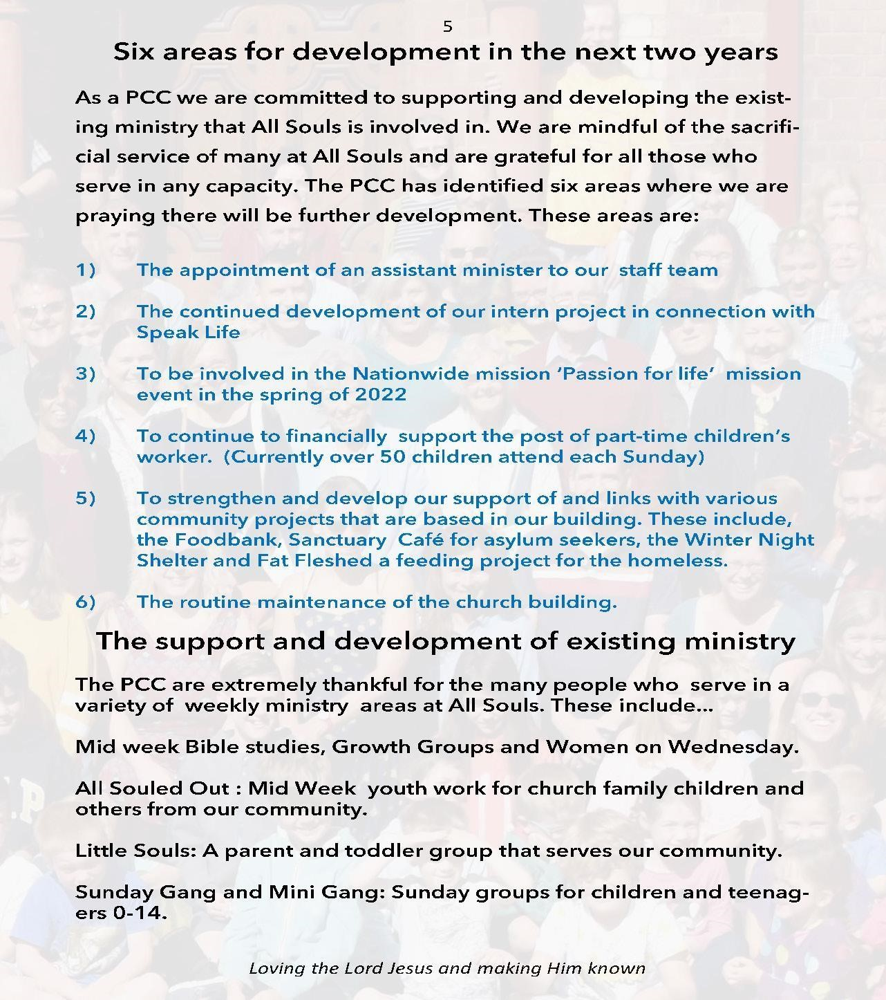 5
Six areas for development in the next two years
As a PCC we are committed to supporting and developing the exist-
ing ministry that All Souls is involved in. We are mindful of the sacrifi-
cial service of many at All Souls and are grateful for all those who
serve in any capacity. The PCC has identified six areas where we are
praying there will be further development. These areas are:
1) The appointment of an assistant minister to our staff team
2) The continued development of our intern project in connection with
Speak Life
3) To be involved in the Nationwide mission ‘Passion for life’ mission
event in the spring of 2022
4) To continue to financially support the post of part-time children’s
worker. (Currently over 50 children attend each Sunday)
5) To strengthen and develop our support of and links with various
community projects that are based in our building. These include,
the Foodbank, Sanctuary Café for asylum seekers, the Winter Night
Shelter and Fat Fleshed a feeding project for the homeless.
6) The routine maintenance of the church building.
The support and development of existing ministry
The PCC are extremely thankful for the many people who serve in a
variety of weekly ministry areas at All Souls. These include...
Mid week Bible studies, Growth Groups and Women on Wednesday.
All Souled Out : Mid Week youth work for church family children and
others from our community.
Little Souls: A parent and toddler group that serves our community.
Sunday Gang and Mini Gang: Sunday groups for children and teenag-
ers 0-14.
Loving the Lord Jesus and making Him known